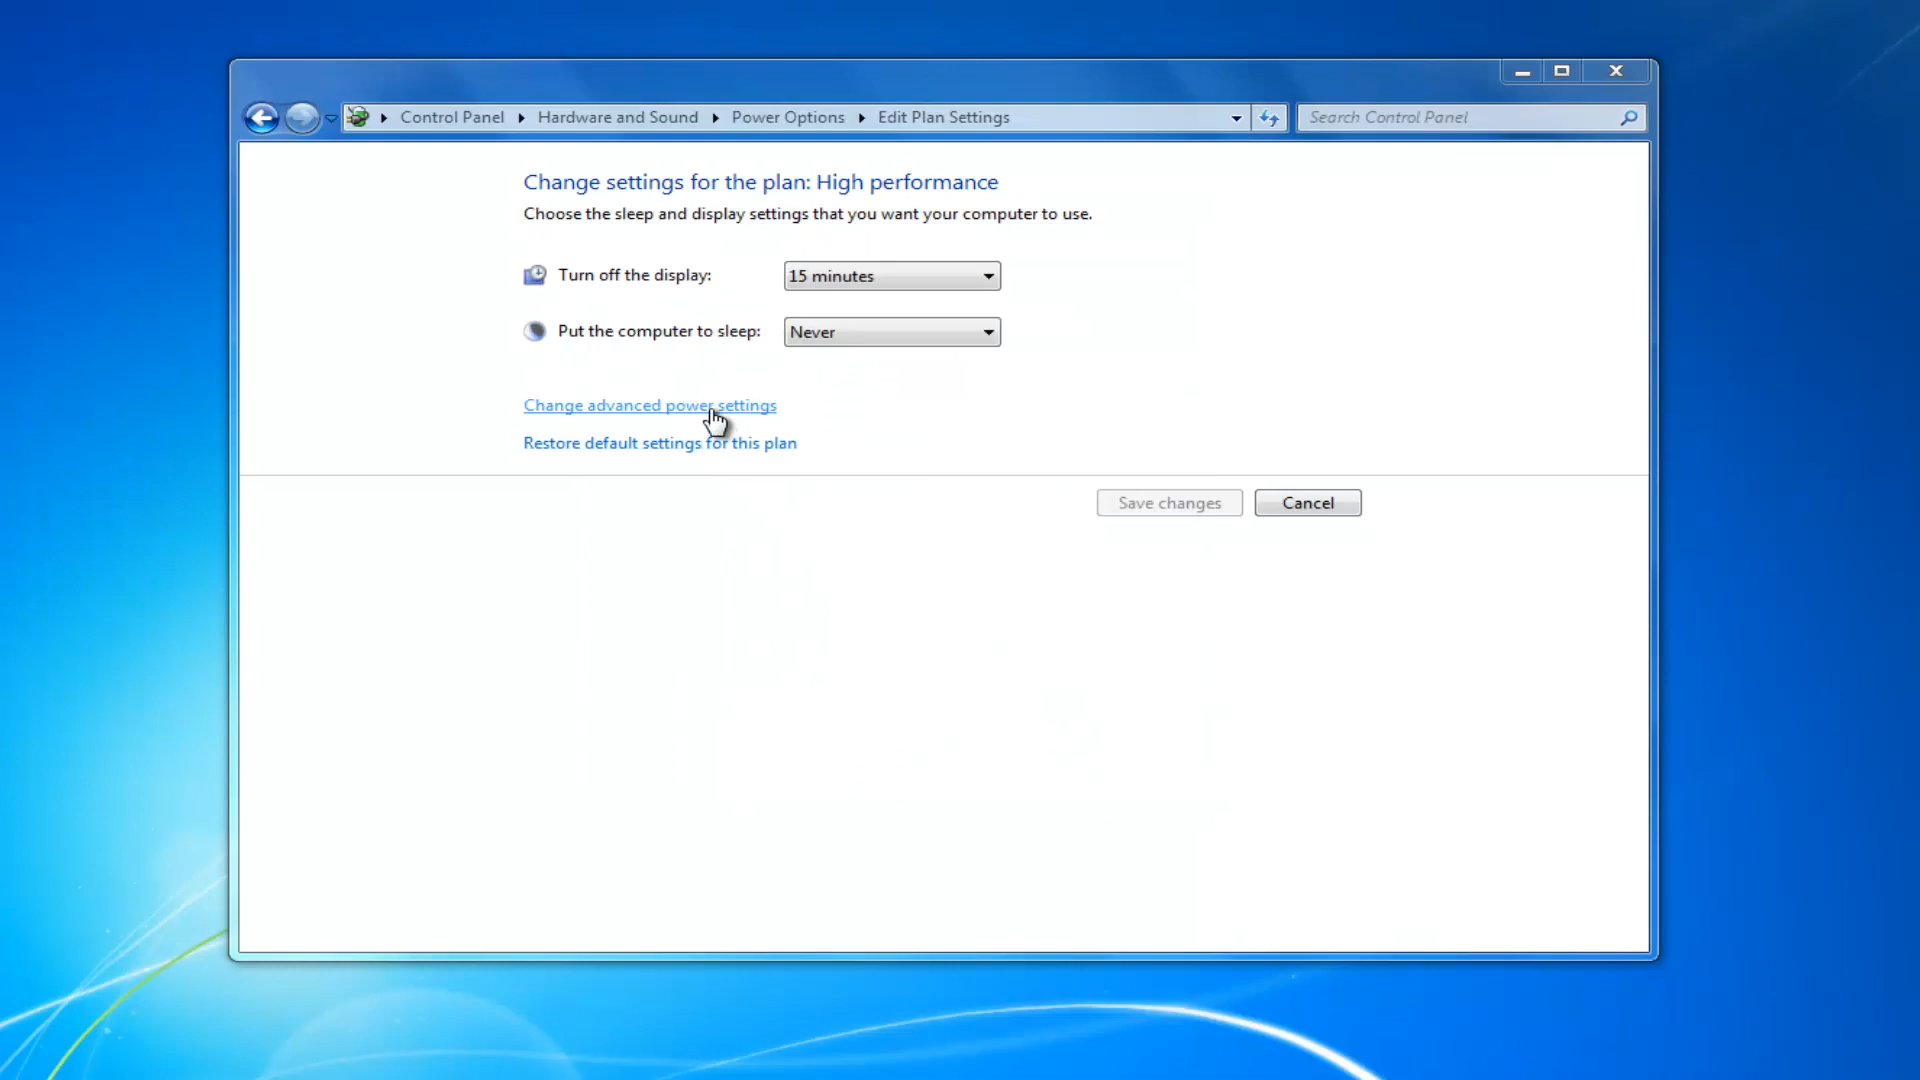 Control Panel Hardware and Sound Power Options Edit Plan Settings Search Control Panel
Change settings for the plan: High performance
Choose the sleep and display settings that you want your computer to use.
Turn off the display: 15 minutes
Put the computer to sleep: Never
Change advanced power settings
Restore default settings for this plan
Save changes Cancel